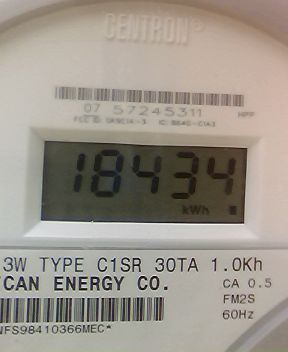 CENTRON®
07 57245311
18434
kWh
3W TYPE C1SR 30TA 1.0Kh
CAN ENERGY CO.
CA 0.5
FM2S
60Hz
NFS98410366MEC*